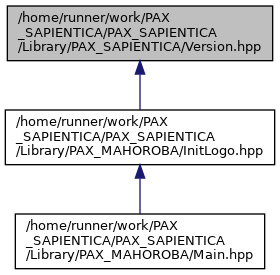 /home/runner/work/PAX
_SAPIENTICA/PAX_SAPIENTICA
/Library/PAX_SAPIENTICA/Version.hpp
/home/runner/work/PAX
_SAPIENTICA/PAX_SAPIENTICA
/Library/PAX_MAHOROBA/InitLogo.hpp
/home/runner/work/PAX
_SAPIENTICA/PAX_SAPIENTICA
/Library/PAX_MAHOROBA/Main.hpp